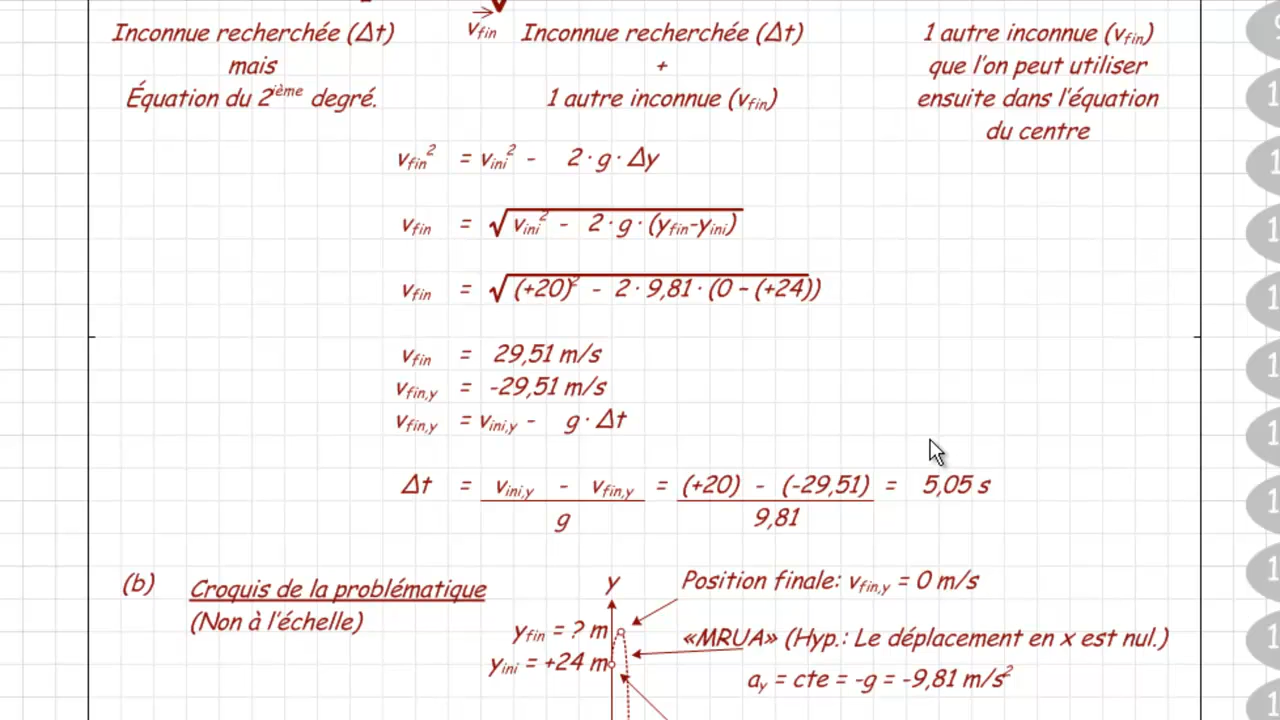 Inconnue recherchée (Δt)
mais
Équation du 2ième degré.
vfin
Inconnue recherchée (Δt)
+
1 autre inconnue (vfin)
1 autre inconnue (vfin)
que l'on peut utiliser
ensuite dans l'équation
du centre
vfin² = vini² - 2·g·Δy
vfin = √(vini² - 2·g·(yfin-yini))
vfin = √((+20)² - 2·9,81·(0 - (+24)))
vfin = 29,51 m/s
vfin,y = -29,51 m/s
vfin,y = vini,y - g·Δt
Δt = (vini,y - vfin,y)/g = ((+20) - (-29,51))/9,81 = 5,05 s
(b) Croquis de la problématique
(Non à l'échelle)
y
yfin = ? m
yini = +24 m
Position finale: vfin,y = 0 m/s
«MRUA» (Hyp.: Le déplacement en x est nul.)
ay = cte = -g = -9,81 m/s²